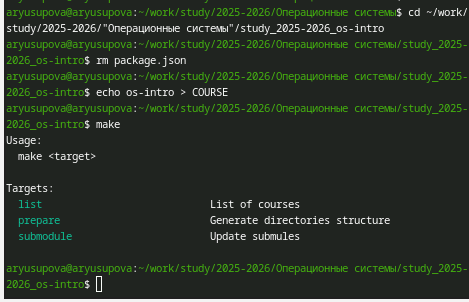 aryusupova@aryusupova:~/work/study/2025-2026/Операционные системы$ cd ~/work/
study/2025-2026/"Операционные системы"/study_2025-2026_os-intro
aryusupova@aryusupova:~/work/study/2025-2026/Операционные системы/study_2025-
2026_os-intro$ rm package.json
aryusupova@aryusupova:~/work/study/2025-2026/Операционные системы/study_2025-
2026_os-intro$ echo os-intro > COURSE
aryusupova@aryusupova:~/work/study/2025-2026/Операционные системы/study_2025-
2026_os-intro$ make
Usage:
  make <target>

Targets:
  list                          List of courses
  prepare                       Generate directories structure
  submodule                     Update submules

aryusupova@aryusupova:~/work/study/2025-2026/Операционные системы/study_2025-
2026_os-intro$